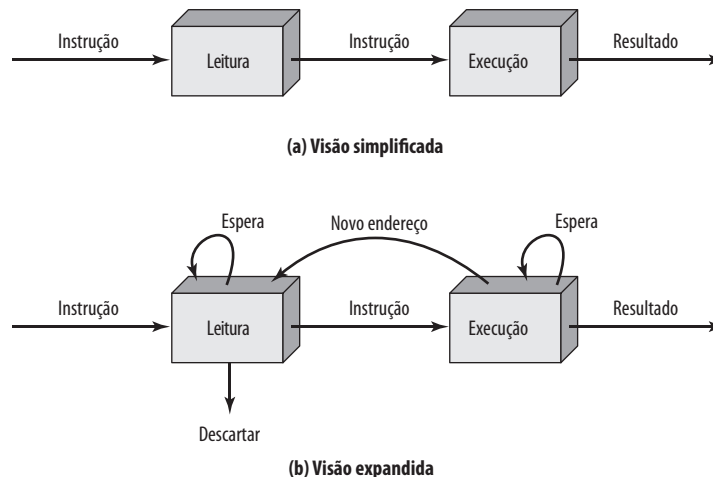 Instrução
Leitura
Instrução
Execução
Resultado
(a) Visão simplificada
Espera
Novo endereço
Espera
Instrução
Leitura
Instrução
Execução
Resultado
Descartar
(b) Visão expandida